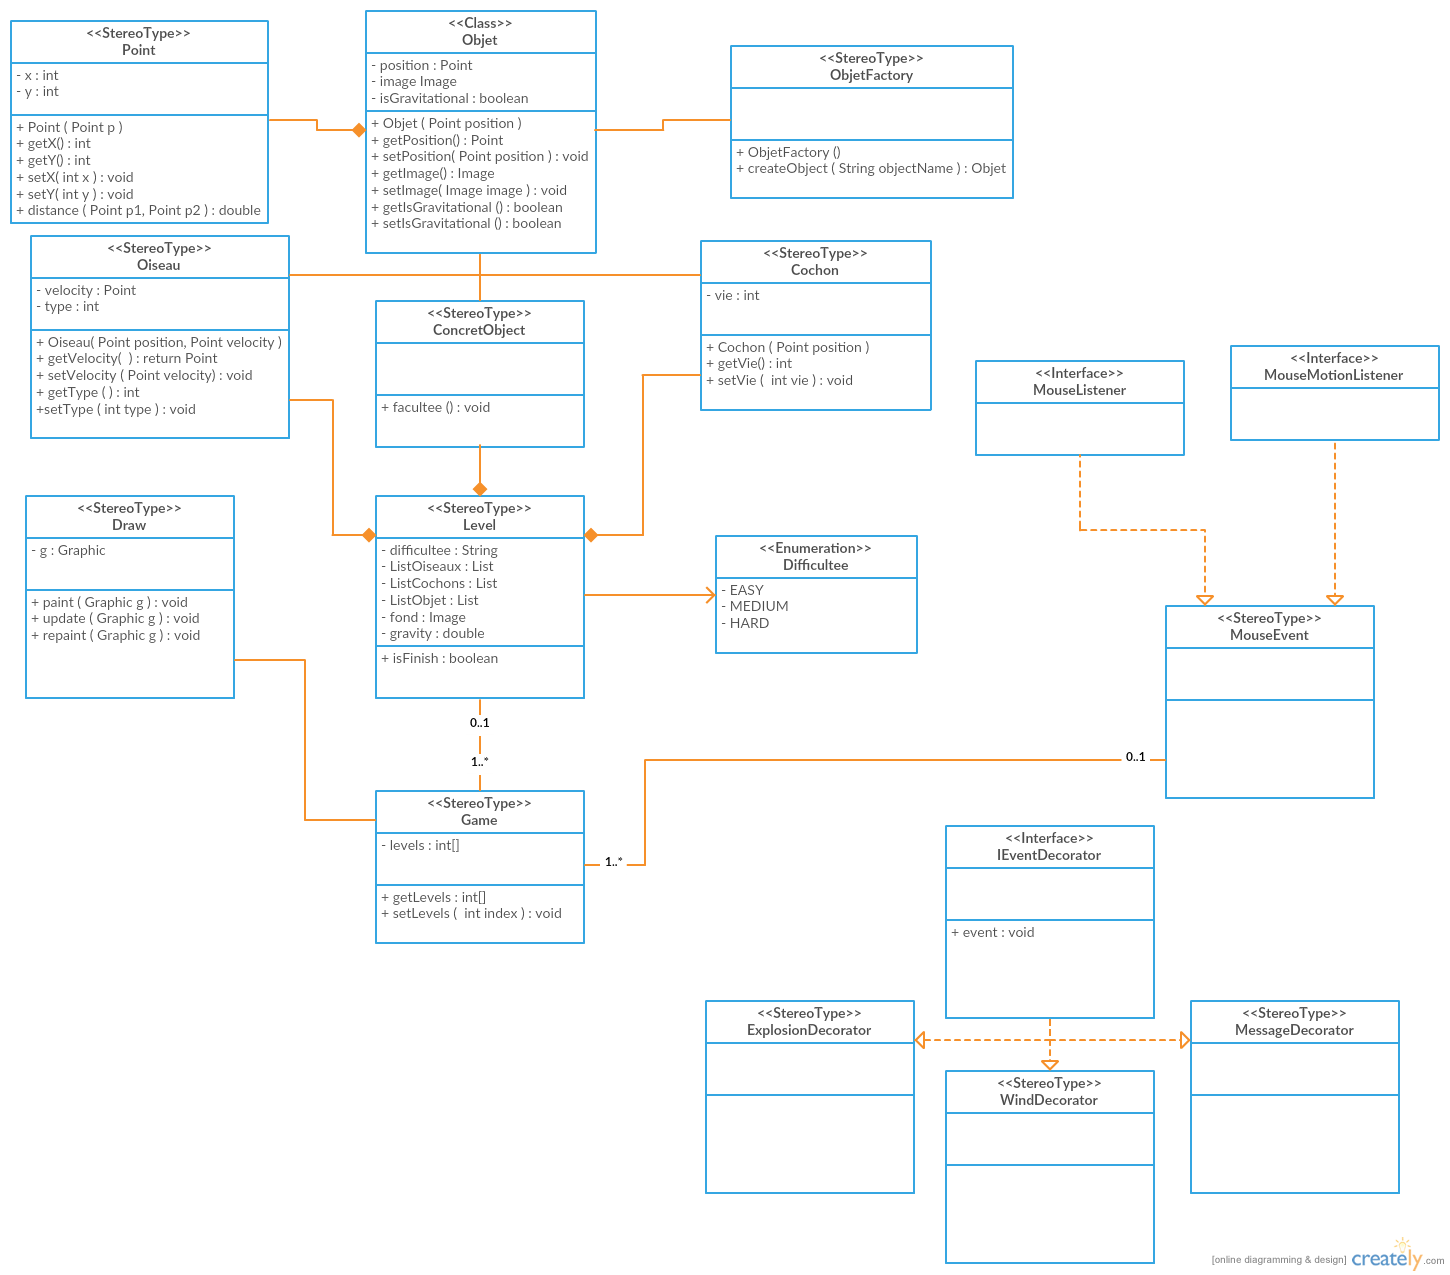 <<StereoType>>
Point
- x : int
- y : int
+ Point ( Point p )
+ getX() : int
+ getY() : int
+ setX( int x ) : void
+ setY( int y ) : void
+ distance ( Point p1, Point p2 ) : double
<<Class>>
Objet
- position : Point
- image Image
- isGravitational : boolean
+ Objet ( Point position )
+ getPosition() : Point
+ setPosition( Point position ) : void
+ getImage() : Image
+ setImage( Image image ) : void
+ getIsGravitational () : boolean
+ setIsGravitational () : boolean
<<StereoType>>
ObjetFactory
+ ObjetFactory ()
+ createObject ( String objectName ) : Objet
<<StereoType>>
Oiseau
- velocity : Point
- type : int
+ Oiseau( Point position, Point velocity )
+ getVelocity(  ) : return Point
+ setVelocity ( Point velocity) : void
+ getType ( ) : int
+setType ( int type ) : void
<<StereoType>>
ConcretObject
+ facultee () : void
<<StereoType>>
Cochon
- vie : int
+ Cochon ( Point position )
+ getVie() : int
+ setVie (  int vie ) : void
<<Interface>>
MouseListener
<<Interface>>
MouseMotionListener
<<StereoType>>
Draw
- g : Graphic
+ paint ( Graphic g ) : void
+ update ( Graphic g ) : void
+ repaint ( Graphic g ) : void
<<StereoType>>
Level
- difficultee : String
- ListOiseaux : List
- ListCochons : List
- ListObjet : List
- fond : Image
- gravity : double
+ isFinish : boolean
<<Enumeration>>
Difficultee
- EASY
- MEDIUM
- HARD
<<StereoType>>
MouseEvent
0..1
1..*
0..1
1..*
<<StereoType>>
Game
- levels : int[]
+ getLevels : int[]
+ setLevels (  int index ) : void
<<Interface>>
IEventDecorator
+ event : void
<<StereoType>>
ExplosionDecorator
<<StereoType>>
WindDecorator
<<StereoType>>
MessageDecorator
[online diagramming & design] creately.com